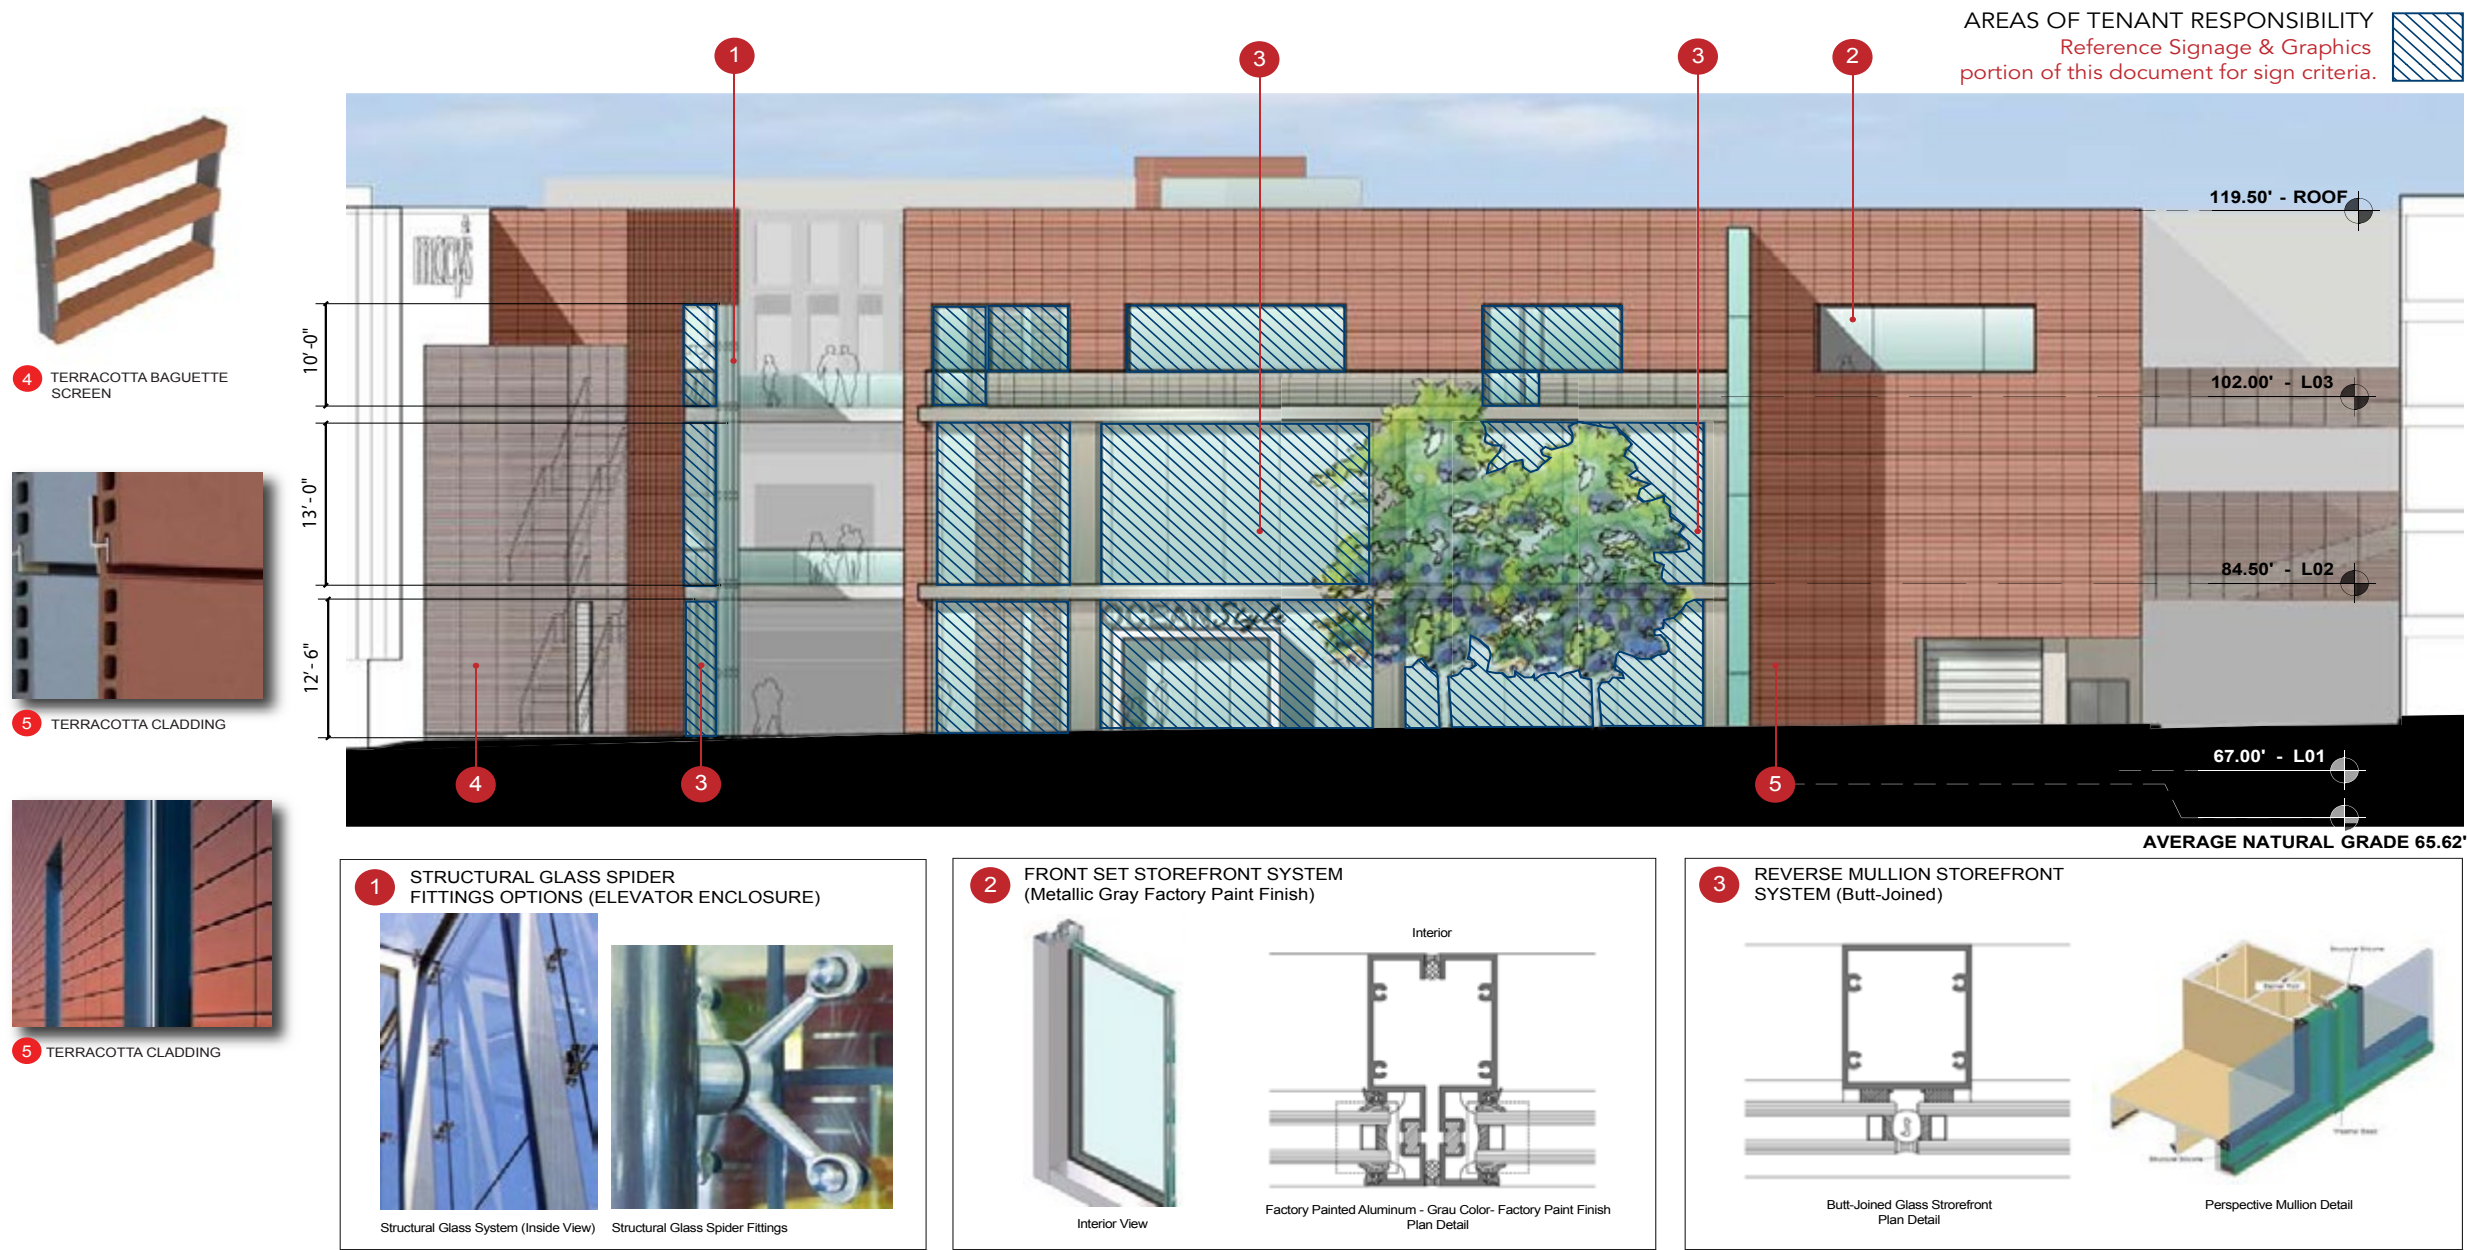 AREAS OF TENANT RESPONSIBILITY
Reference Signage & Graphics
portion of this document for sign criteria.
1
3
3
2
119.50' - ROOF
macy's
10'-0"
102.00' - L03
4 TERRACOTTA BAGUETTE
SCREEN
13'-0"
84.50' - L02
12'-6"
5 TERRACOTTA CLADDING
67.00' - L01
4
3
5
AVERAGE NATURAL GRADE 65.62'
5 TERRACOTTA CLADDING
1 STRUCTURAL GLASS SPIDER
FITTINGS OPTIONS (ELEVATOR ENCLOSURE)
Structural Glass System (Inside View)
Structural Glass Spider Fittings
2 FRONT SET STOREFRONT SYSTEM
(Metallic Gray Factory Paint Finish)
Interior
Interior View
Factory Painted Aluminum - Grau Color- Factory Paint Finish
Plan Detail
3 REVERSE MULLION STOREFRONT
SYSTEM (Butt-Joined)
Structural Silicone
Structural Silicone
Butt-Joined Glass Strorefront
Plan Detail
Perspective Mullion Detail